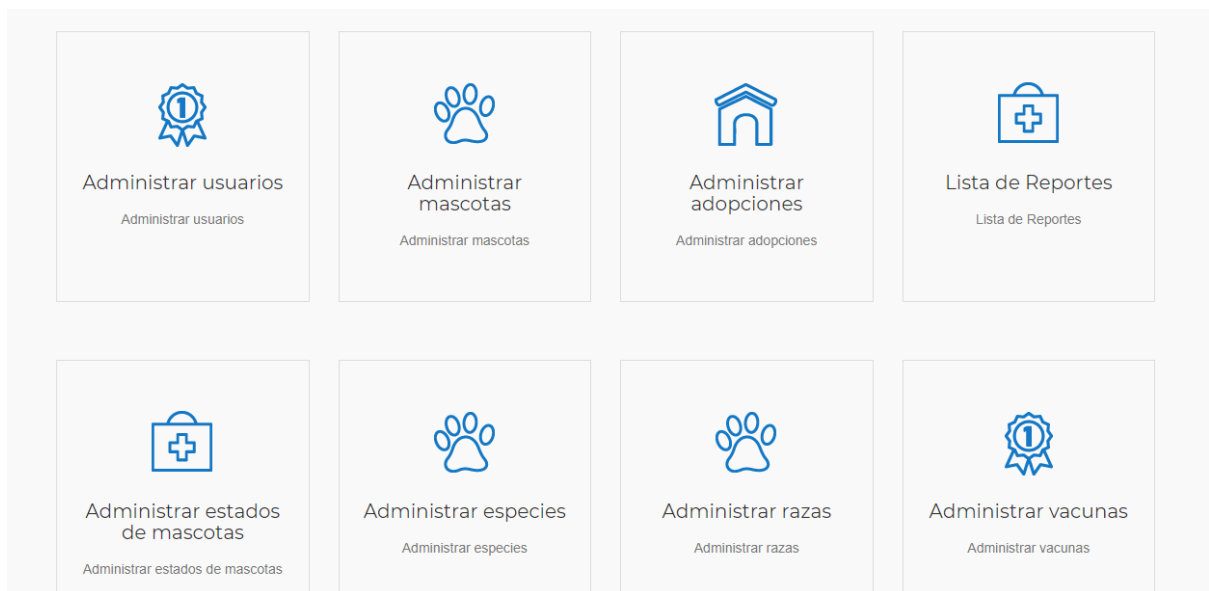 1
Administrar usuarios
Administrar usuarios
Administrar
mascotas
Administrar mascotas
Administrar
adopciones
Administrar adopciones
Lista de Reportes
Lista de Reportes
Administrar estados
de mascotas
Administrar estados de mascotas
Administrar especies
Administrar especies
Administrar razas
Administrar razas
1
Administrar vacunas
Administrar vacunas